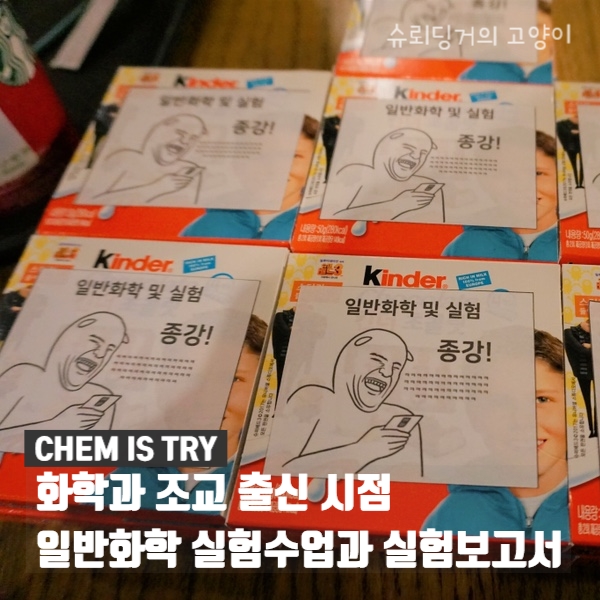 슈뢰딩거의 고양이
Kinder
일반화학 및 실험
종강!
Kinder
일반화학 및 실험
종강!
Kinder
일반화학 및 실험
종강!
Kinder
RICH IN MILK
일반화학 및 실험
종강!
CHEM IS TRY
화학과 조교 출신 시점
일반화학 실험수업과 실험보고서